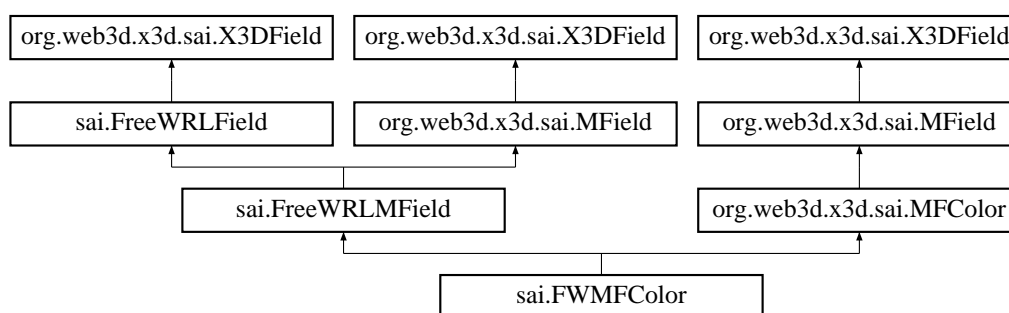 org.web3d.x3d.sai.X3DField
org.web3d.x3d.sai.X3DField
org.web3d.x3d.sai.X3DField
sai.FreeWRLField
org.web3d.x3d.sai.MField
org.web3d.x3d.sai.MField
sai.FreeWRLMField
org.web3d.x3d.sai.MFColor
sai.FWMFColor